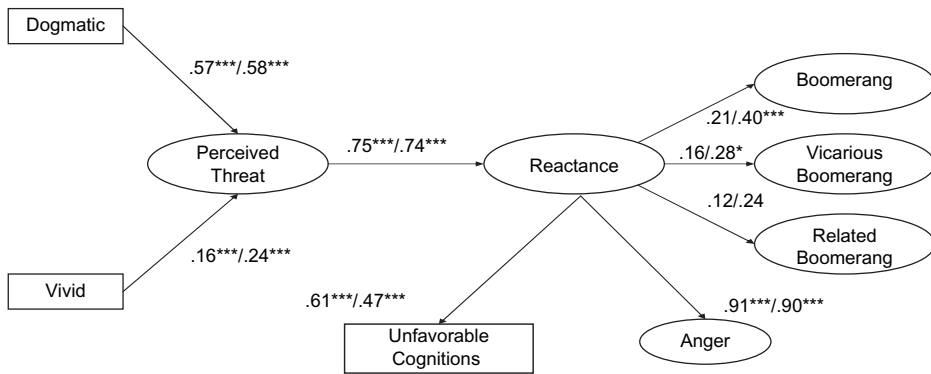 Dogmatic
.57***/.58***
Boomerang
.21/.40***
Perceived
Threat
.75***/.74***
Reactance
.16/.28*
Vicarious
Boomerang
.12/.24
Related
Boomerang
.16***/.24***
Vivid
.61***/.47***
.91***/.90***
Unfavorable
Cognitions
Anger